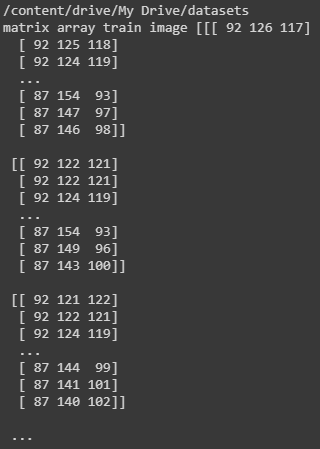 /content/drive/My Drive/datasets
matrix array train image [[[ 92 126 117]
[ 92 125 118]
[ 92 124 119]
...
[ 87 154  93]
[ 87 147  97]
[ 87 146  98]]
[[ 92 122 121]
[ 92 122 121]
[ 92 124 119]
...
[ 87 154  93]
[ 87 149  96]
[ 87 143 100]]
[[ 92 121 122]
[ 92 122 121]
[ 92 124 119]
...
[ 87 144  99]
[ 87 141 101]
[ 87 140 102]]
...